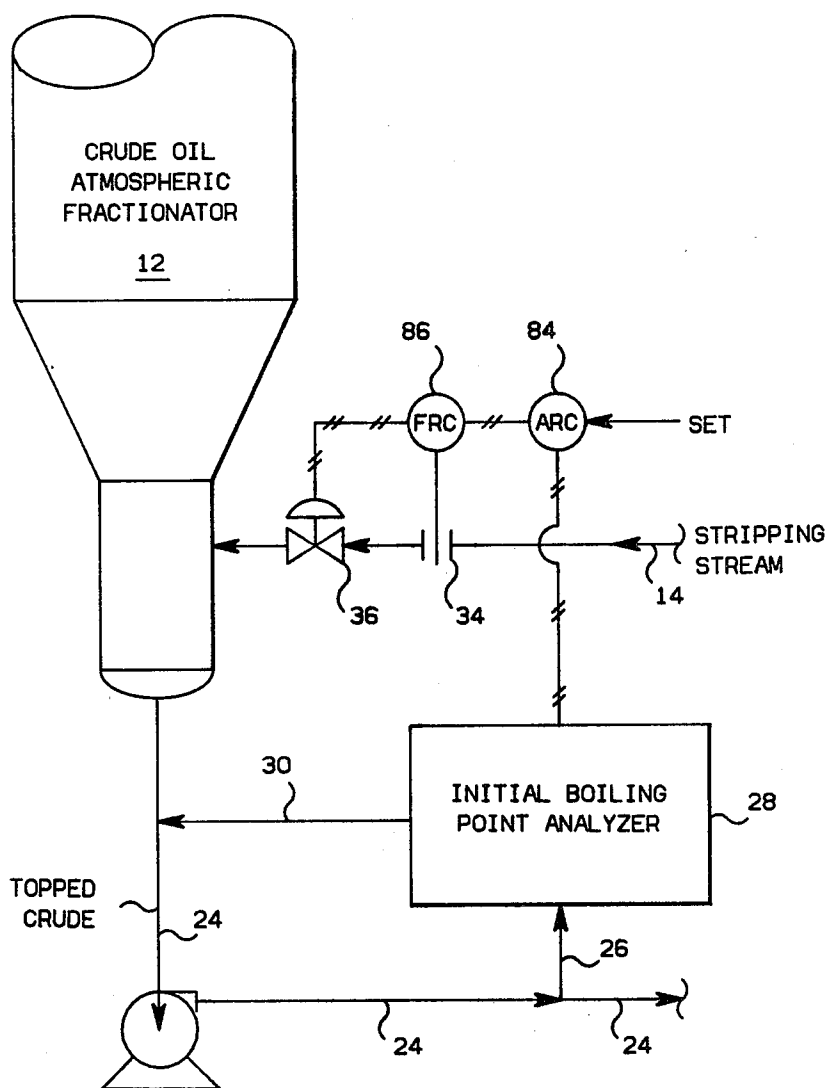 CRUDE OIL
ATMOSPHERIC
FRACTIONATOR
12
86
84
FRC
ARC
SET
STRIPPING
STREAM
14
36
34
30
INITIAL BOILING
POINT ANALYZER
28
TOPPED
CRUDE
24
26
24
24